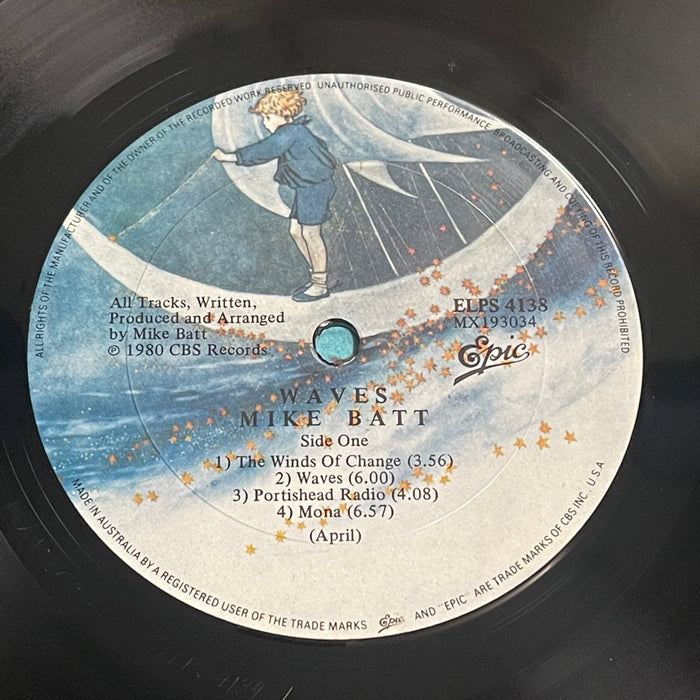 ALL RIGHTS OF THE MANUFACTURER AND OF THE OWNER OF THE RECORDED WORK RESERVED UNAUTHORISED PUBLIC PERFORMANCE BROADCASTING AND COPYING OF THIS RECORD PROHIBITED
All Tracks, Written,
Produced and Arranged
by Mike Batt
℗ 1980 CBS Records
ELPS 4138
MX193034
Epic
WAVES
MIKE BATT
Side One
1) The Winds Of Change (3.56)
2) Waves (6.00)
3) Portishead Radio (4.08)
4) Mona (6.57)
(April)
MADE IN AUSTRALIA BY A REGISTERED USER OF THE TRADE MARKS Epic AND "EPIC" ARE TRADE MARKS OF CBS INC., U.S.A